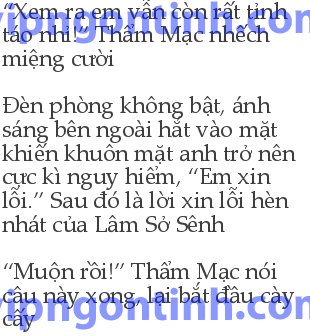 “Xem ra em vẫn còn rất tỉnh
táo nhỉ!” Thẩm Mạc nhếch
miệng cười
Đèn phòng không bật, ánh
sáng bên ngoài hắt vào mặt
khiến khuôn mặt anh trở nên
cực kì nguy hiểm, “Em xin
lỗi.” Sau đó là lời xin lỗi hèn
nhát của Lâm Sở Sênh
“Muộn rồi!” Thẩm Mạc nói
câu này xong, lại bắt đầu cày
cấy